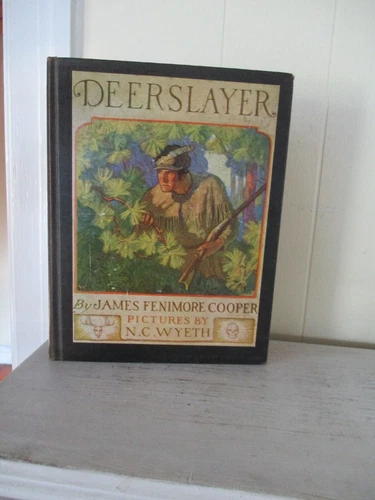 DEERSLAYER
By JAMES FENIMORE COOPER
PICTURES BY
N.C. WYETH